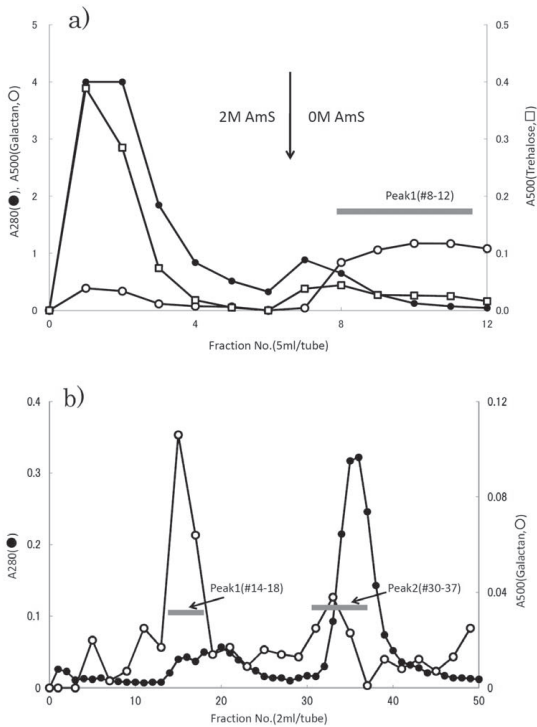 a)
5
4
3
2
1
0
0.5
0.4
0.3
0.2
0.1
0.0
A280(●). A500(Galactan,○)
A500(Trehalose,□)
2M AmS
0M AmS
Peak1(#8-12)
0
4
8
12
Fraction No.(5ml/tube)
b)
0.4
0.3
0.2
0.1
0.0
0.12
0.08
0.04
0.00
A280(●)
A500(Galactan,○)
Peak1(#14-18)
Peak2(#30-37)
0
10
20
30
40
50
Fraction No.(2ml/tube)